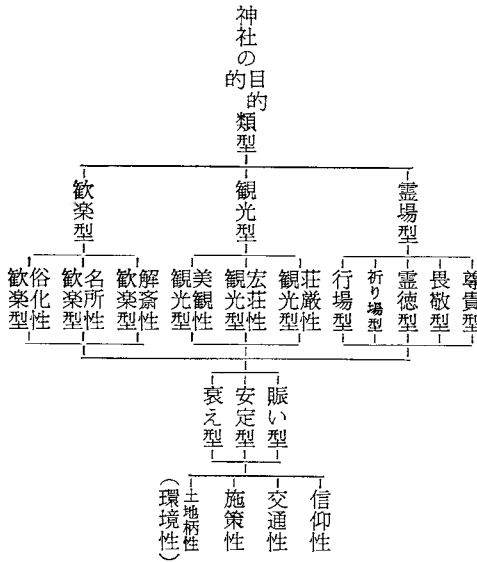 神社の目的的類型
霊場型
観光型
歓楽型
尊貴型
畏敬型
霊徳型
祈り場型
行場型
荘厳性観光型
宏荘性観光型
美観性観光型
解斎性歓楽型
名所性歓楽型
俗化性歓楽型
賑い型
安定型
衰え型
信仰性
交通性
施策性
土地柄性
(環境性)